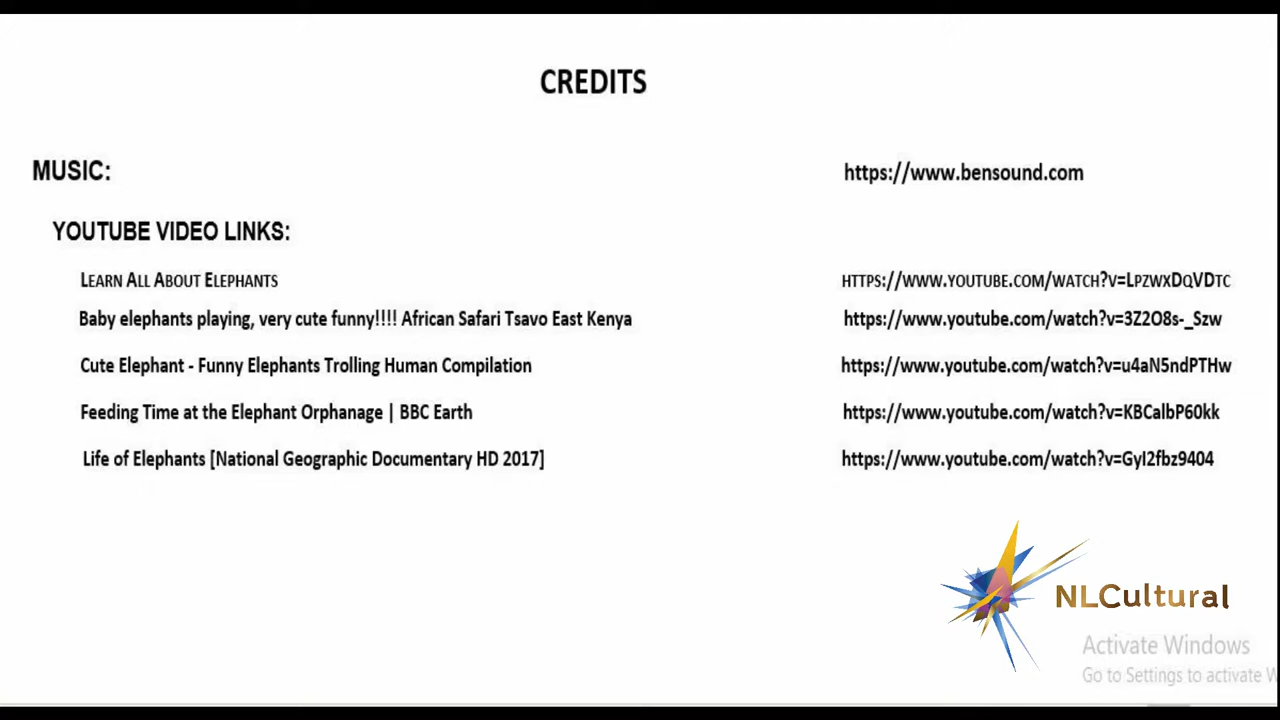 CREDITS
MUSIC: https://www.bensound.com
YOUTUBE VIDEO LINKS:
LEARN ALL ABOUT ELEPHANTS HTTPS://WWW.YOUTUBE.COM/WATCH?V=LPZWXDQVDTC
Baby elephants playing, very cute funny!!!! African Safari Tsavo East Kenya https://www.youtube.com/watch?v=3Z2O8s-_Szw
Cute Elephant - Funny Elephants Trolling Human Compilation https://www.youtube.com/watch?v=u4aN5ndPTHw
Feeding Time at the Elephant Orphanage | BBC Earth https://www.youtube.com/watch?v=KBCalbP60kk
Life of Elephants [National Geographic Documentary HD 2017] https://www.youtube.com/watch?v=GyI2fbz9404
NLCultural
Activate Windows
Go to Settings to activate W